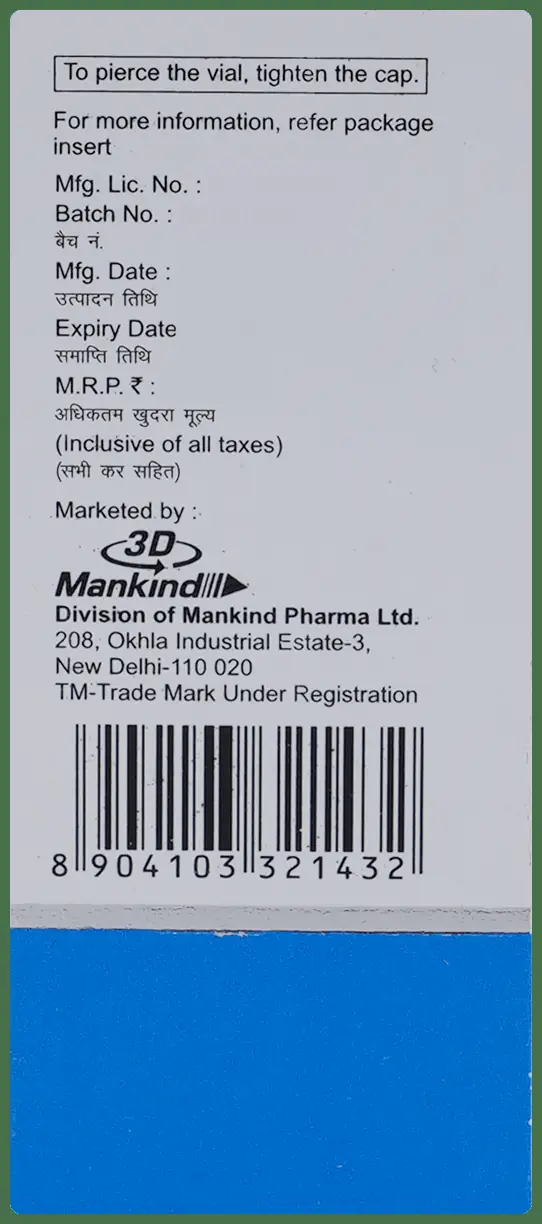 To pierce the vial, tighten the cap.
For more information, refer package
insert
Mfg. Lic. No. :
Batch No. :
बैच नं.
Mfg. Date :
उत्पादन तिथि
Expiry Date
समाप्ति तिथि
M.R.P. ₹ :
अधिकतम खुदरा मूल्य
(Inclusive of all taxes)
(सभी कर सहित)
Marketed by :
3D
Mankind
Division of Mankind Pharma Ltd.
208, Okhla Industrial Estate-3,
New Delhi-110 020
TM-Trade Mark Under Registration
8 904103 321432